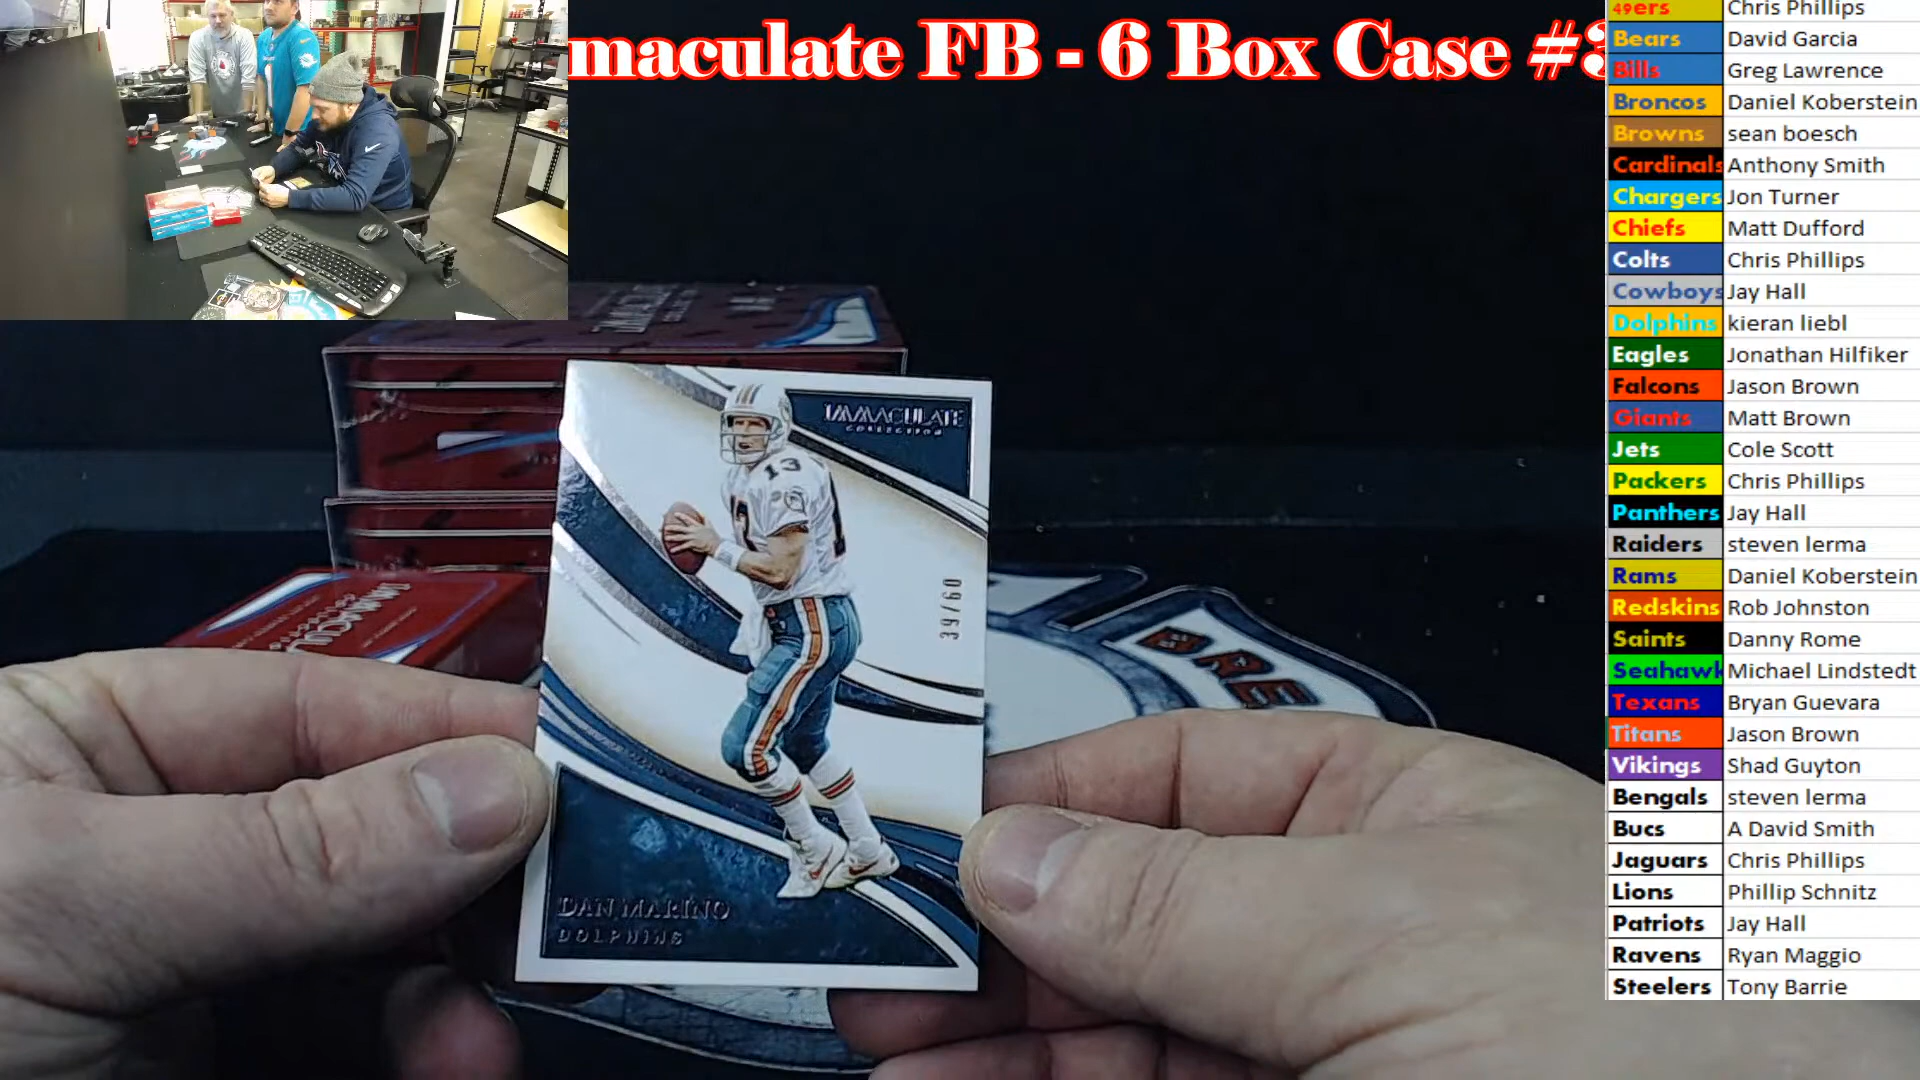 maculate FB - 6 Box Case #3
49ers Chris Phillips
Bears David Garcia
Bills Greg Lawrence
Broncos Daniel Koberstein
Browns sean boesch
Cardinals Anthony Smith
Chargers Jon Turner
Chiefs Matt Dufford
Colts Chris Phillips
Cowboys Jay Hall
Dolphins kieran liebl
Eagles Jonathan Hilfiker
Falcons Jason Brown
Giants Matt Brown
Jets Cole Scott
Packers Chris Phillips
Panthers Jay Hall
Raiders steven lerma
Rams Daniel Koberstein
Redskins Rob Johnston
Saints Danny Rome
Seahawk Michael Lindstedt
Texans Bryan Guevara
Titans Jason Brown
Vikings Shad Guyton
Bengals steven lerma
Bucs A David Smith
Jaguars Chris Phillips
Lions Phillip Schnitz
Patriots Jay Hall
Ravens Ryan Maggio
Steelers Tony Barrie
IMMACULATE
COLLECTION
13
39/60
DAN MARINO
DOLPHINS
BRE